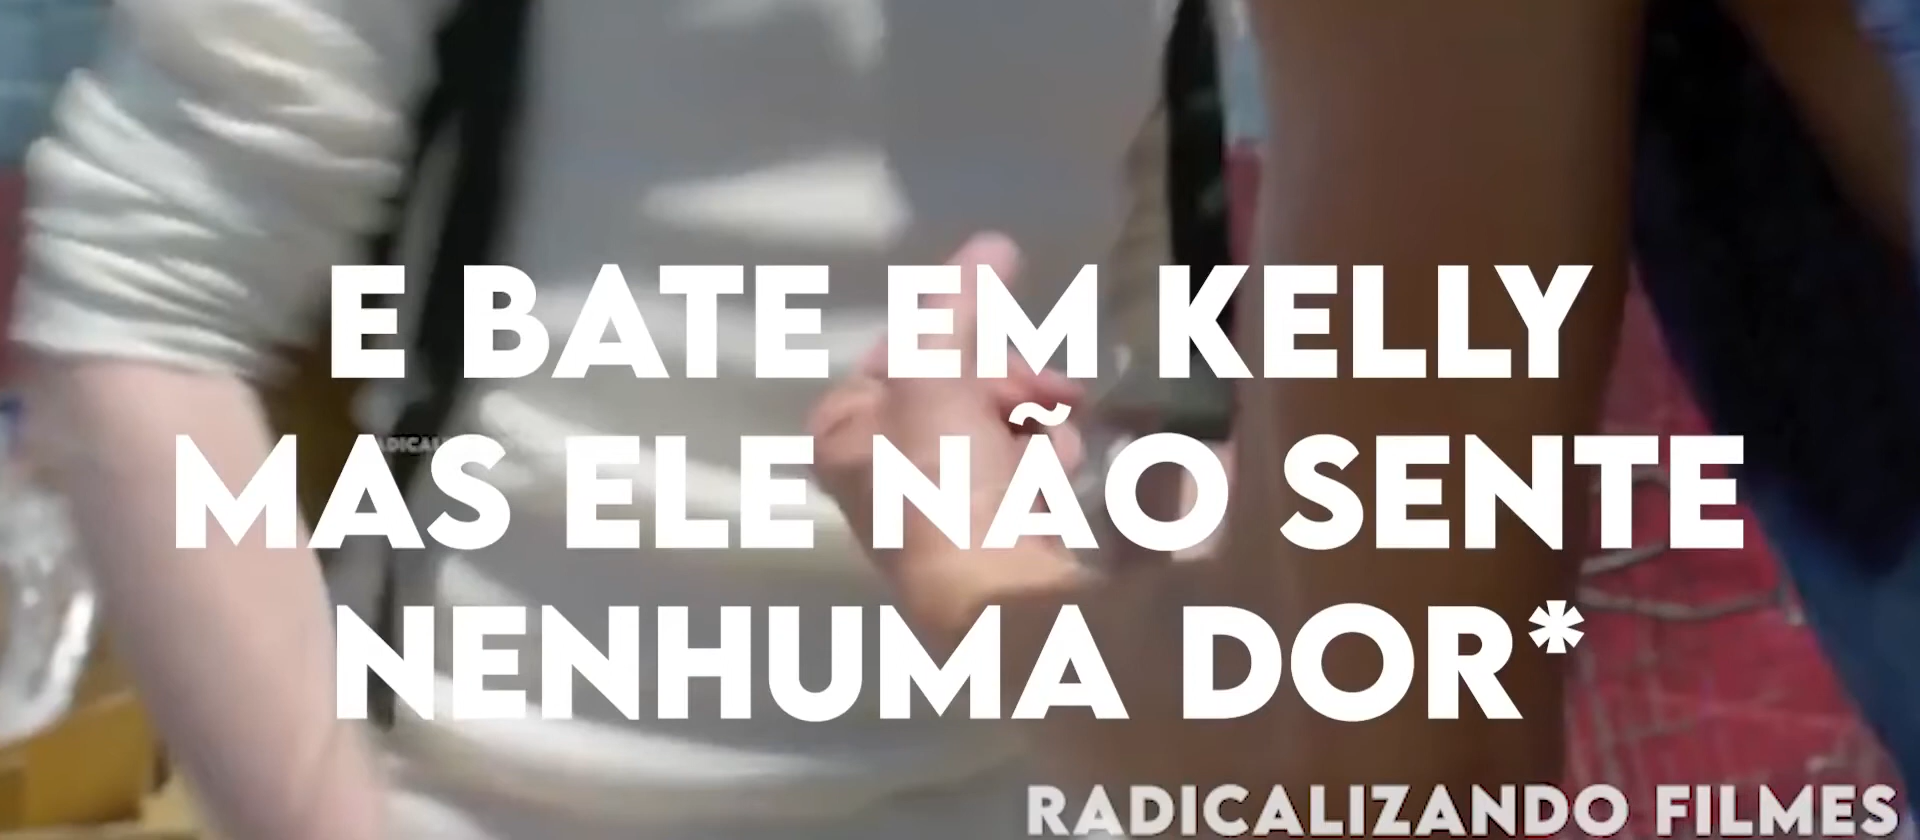 E BATE EM KELLY
MAS ELE NÃO SENTE
NENHUMA DOR*
RADICALIZANDO FILMES